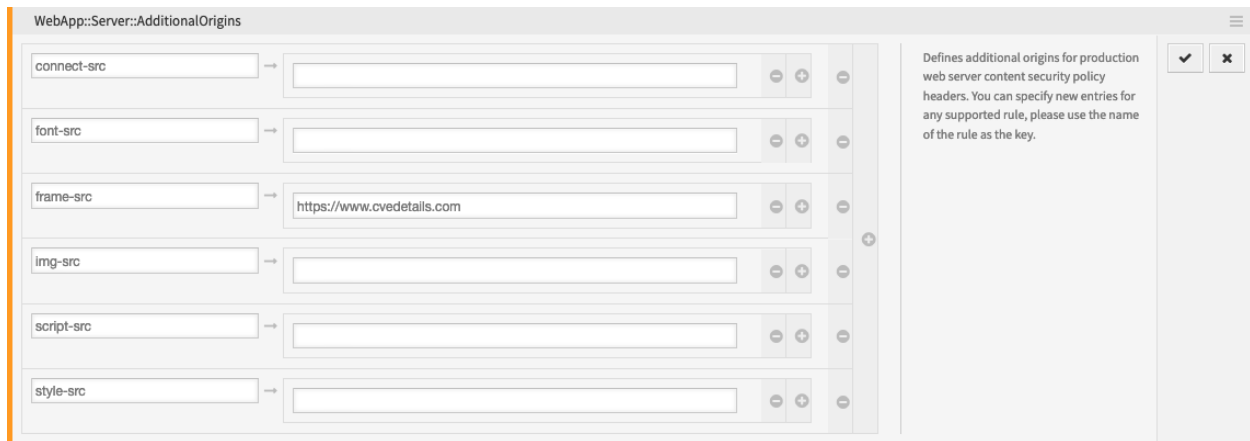 WebApp::Server::AdditionalOrigins
connect-src
font-src
frame-src
https://www.cvedetails.com
img-src
script-src
style-src
Defines additional origins for production
web server content security policy
headers. You can specify new entries for
any supported rule, please use the name
of the rule as the key.